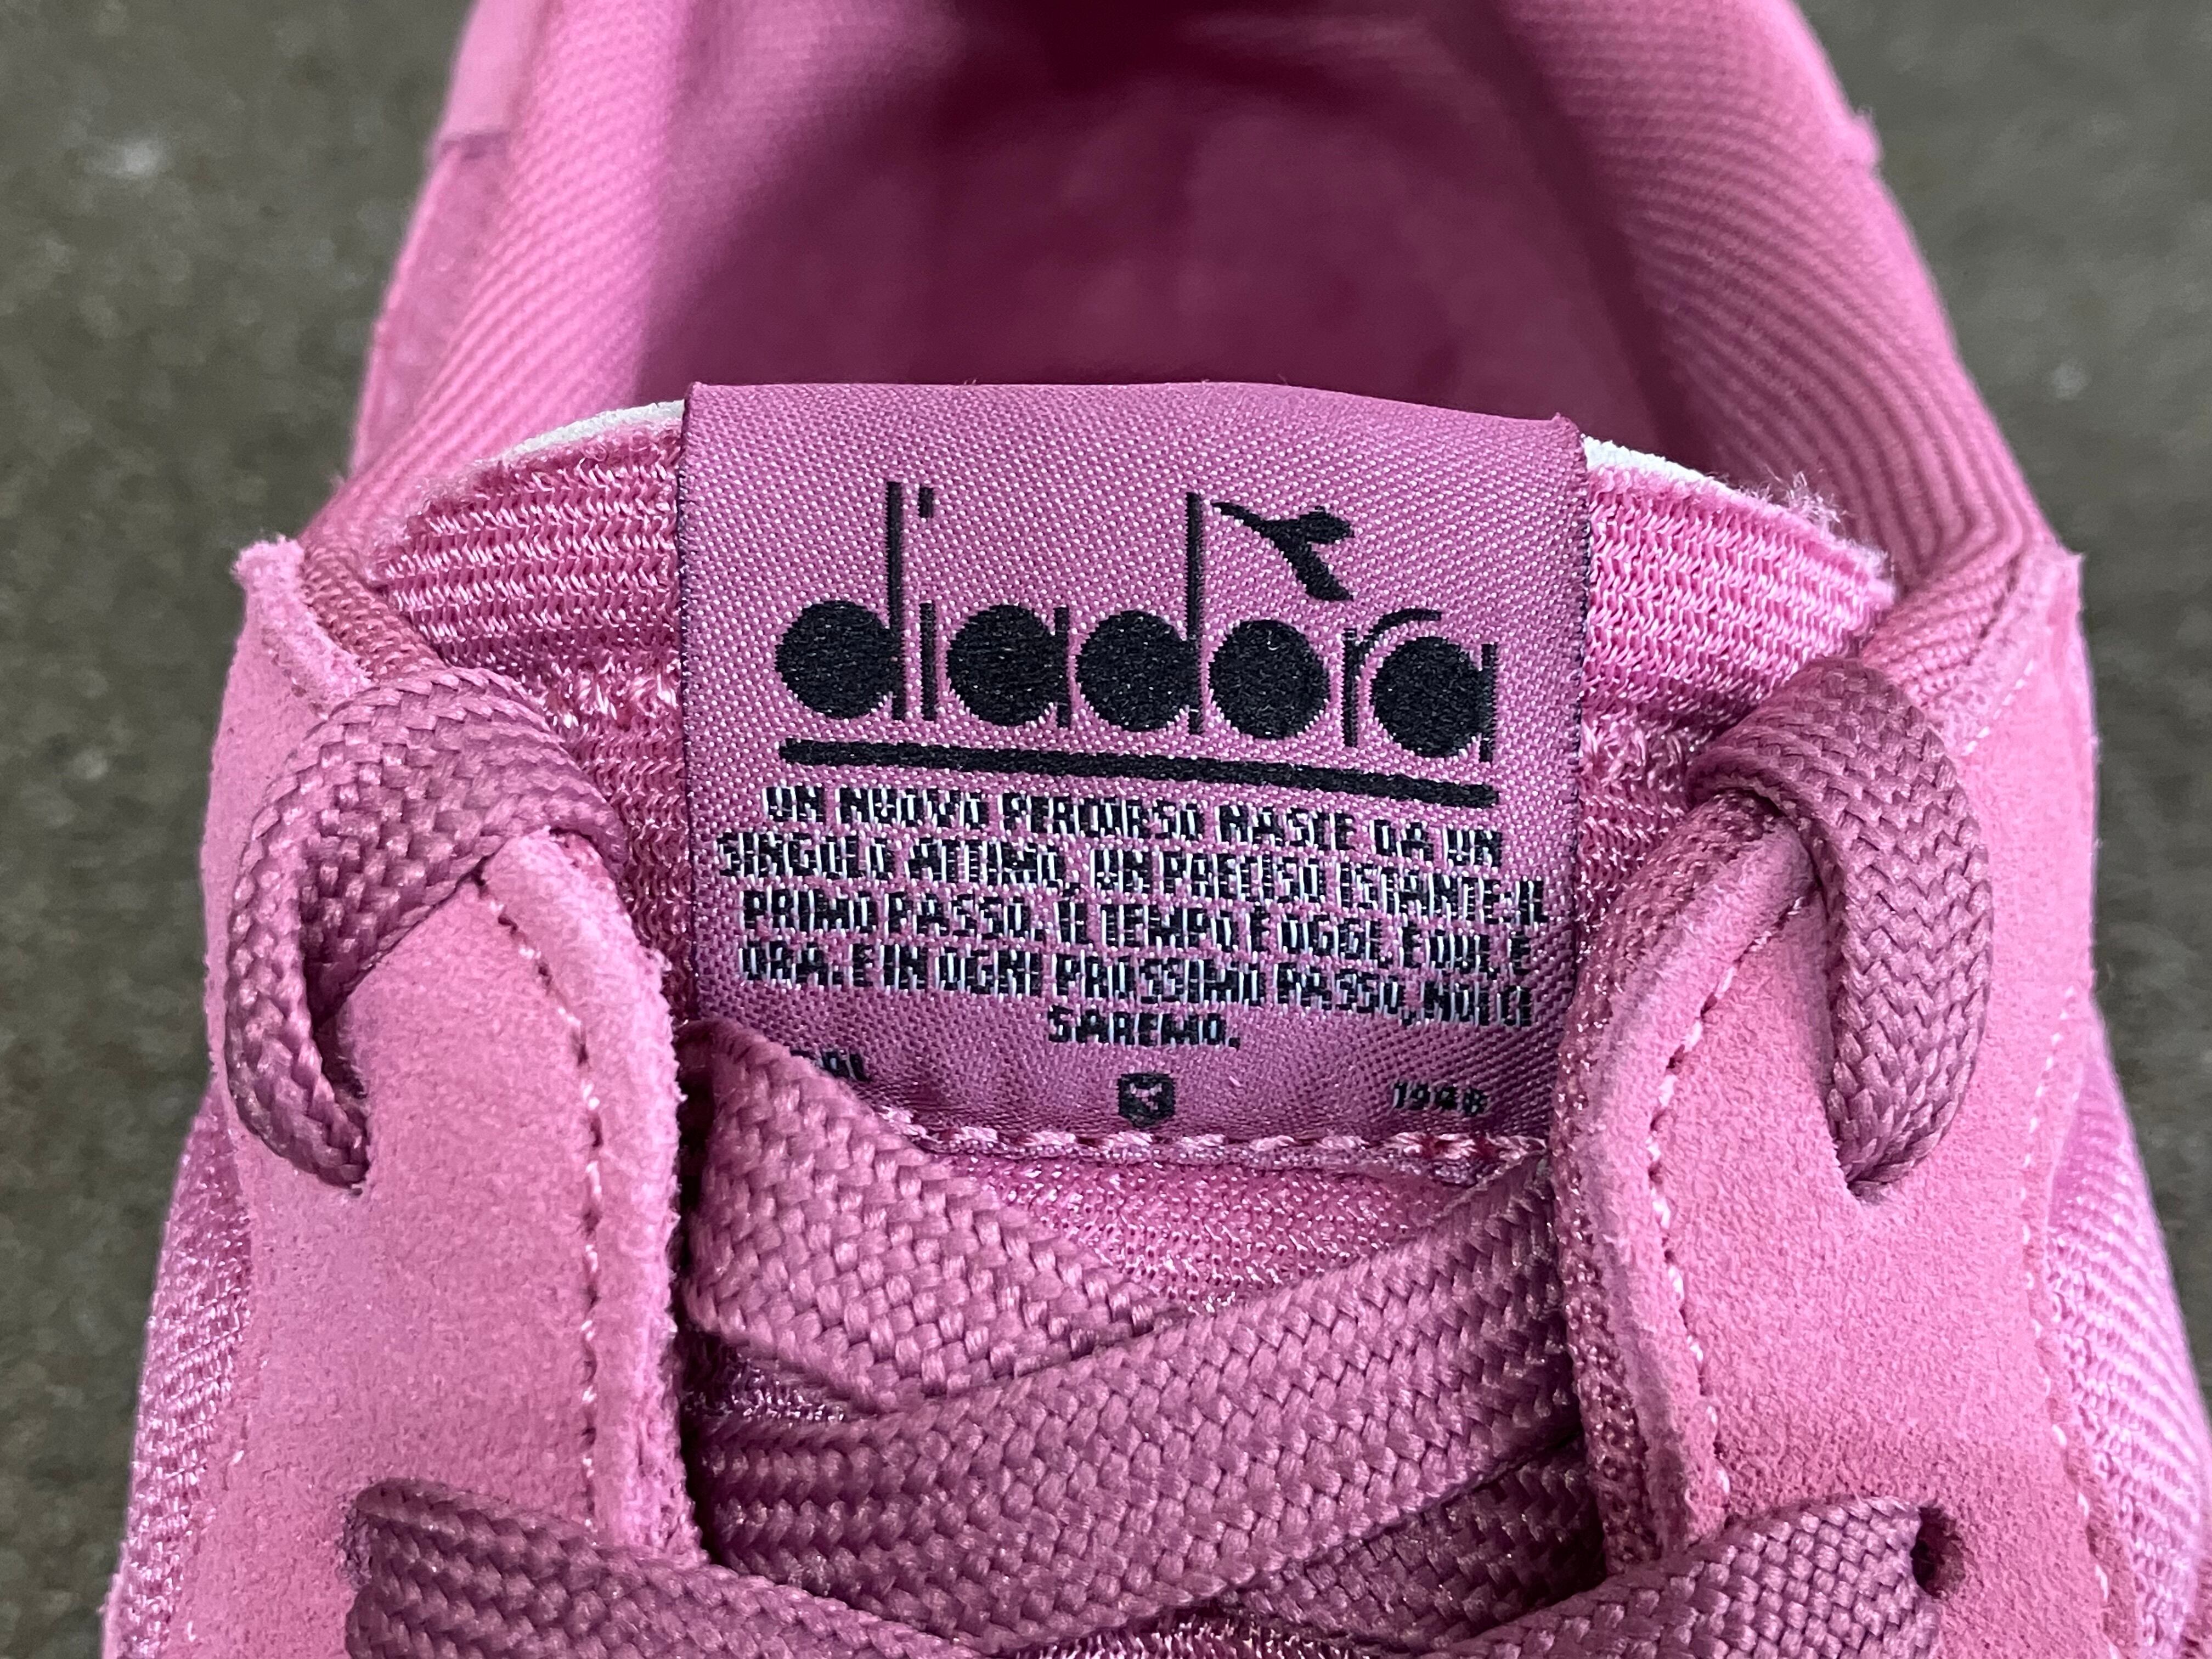 diadora
UN NUOVO PERCORSO NASCE DA UN
SINGOLO ATTIMO, UN PRECISO ISTANTE: IL
PRIMO PASSO. IL TEMPO È OGGI, È QUI, È
ORA. E IN OGNI PROSSIMO PASSO, NOI CI
SAREMO.
1948